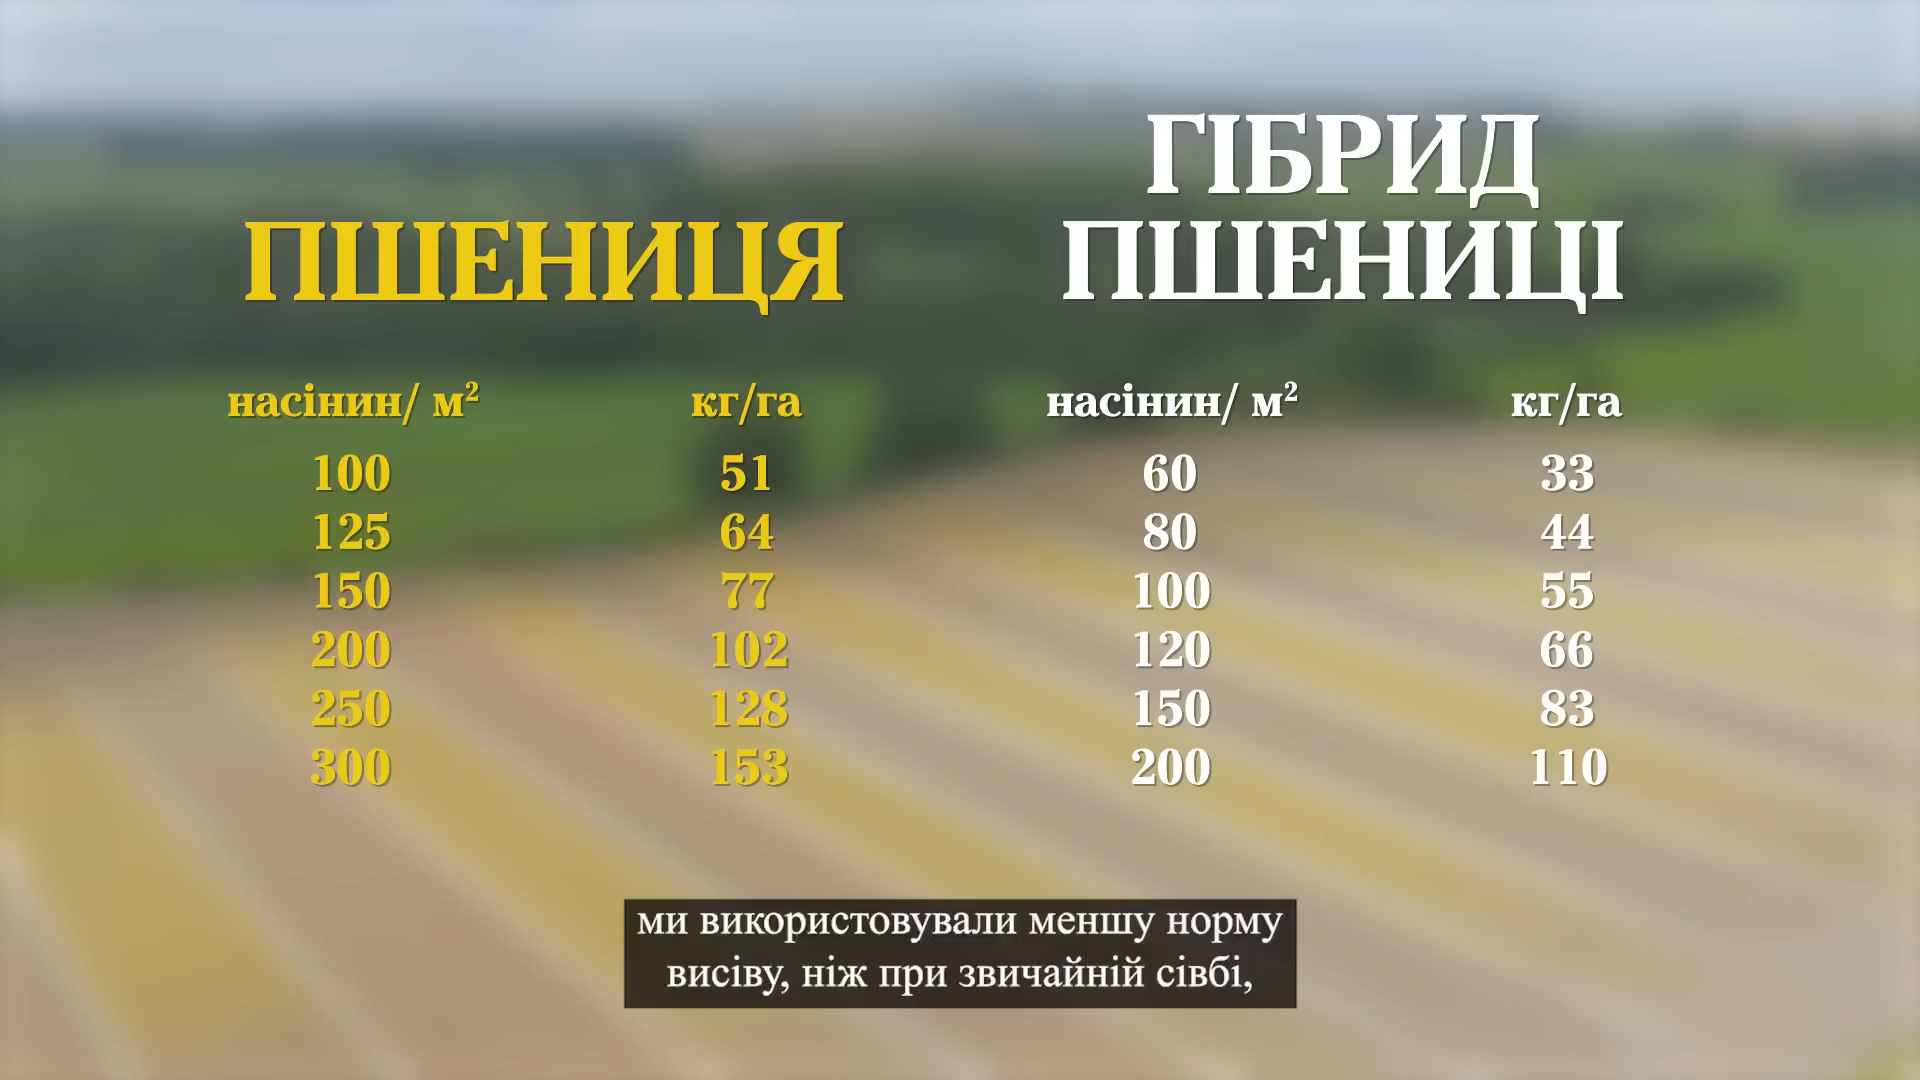 ПШЕНИЦЯ
насінин/ м² кг/га
100 51
125 64
150 77
200 102
250 128
300 153
ГІБРИД
ПШЕНИЦІ
насінин/ м² кг/га
60 33
80 44
100 55
120 66
150 83
200 110
ми використовували меншу норму
висіву, ніж при звичайній сівбі,